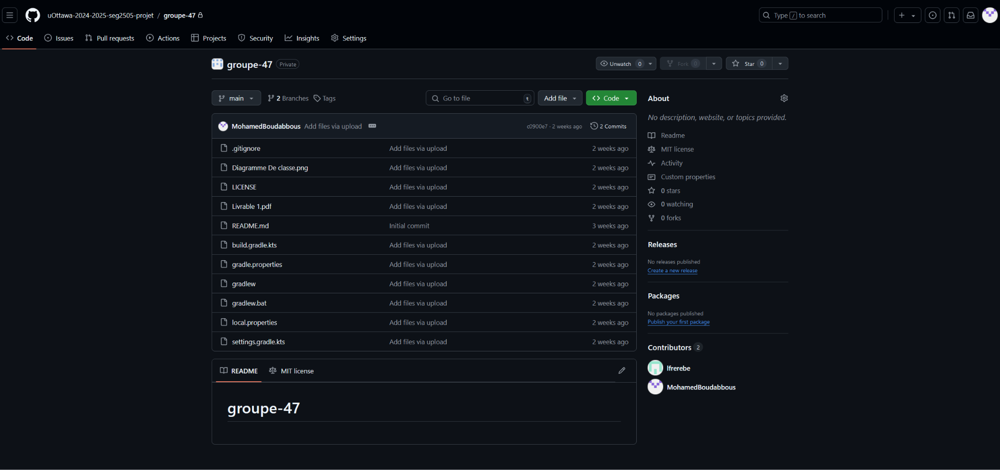 uOttawa-2024-2025-seg2505-projet / groupe-47
Type / to search
Code Issues Pull requests Actions Projects Security Insights Settings
groupe-47 Private
Unwatch 0 Fork 0 Star 0
main 2 Branches Tags
Go to file t Add file Code
MohamedBoudabbous Add files via upload c0900e7 · 2 weeks ago 2 Commits
.gitignore Add files via upload 2 weeks ago
Diagramme De classe.png Add files via upload 2 weeks ago
LICENSE Add files via upload 2 weeks ago
Livrable 1.pdf Add files via upload 2 weeks ago
README.md Initial commit 3 weeks ago
build.gradle.kts Add files via upload 2 weeks ago
gradle.properties Add files via upload 2 weeks ago
gradlew Add files via upload 2 weeks ago
gradlew.bat Add files via upload 2 weeks ago
local.properties Add files via upload 2 weeks ago
settings.gradle.kts Add files via upload 2 weeks ago
README MIT license
groupe-47
About
No description, website, or topics provided.
Readme
MIT license
Activity
Custom properties
0 stars
0 watching
0 forks
Releases
No releases published
Create a new release
Packages
No packages published
Publish your first package
Contributors 2
lfrerebe
MohamedBoudabbous